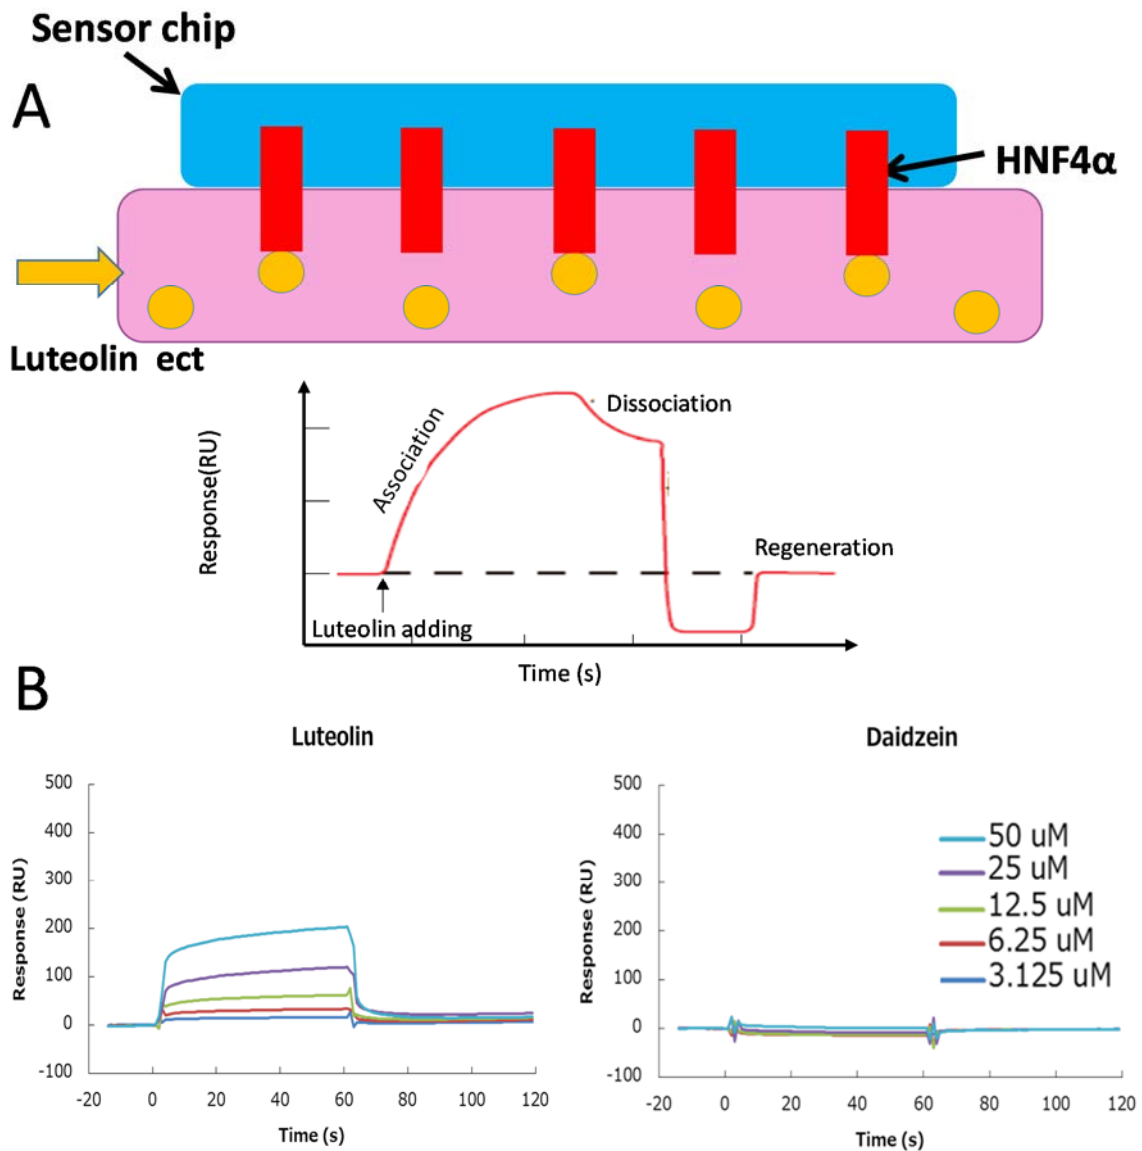 Sensor chip
A
HNF4α
Luteolin ect
Response(RU)
Association
Dissociation
Regeneration
Luteolin adding
Time (s)
B
Luteolin
500
400
300
200
100
0
-100
Response (RU)
-20 0 20 40 60 80 100 120
Time (s)
Daidzein
500
400
300
200
100
0
-100
Response (RU)
50 uM
25 uM
12.5 uM
6.25 uM
3.125 uM
-20 0 20 40 60 80 100 120
Time (s)